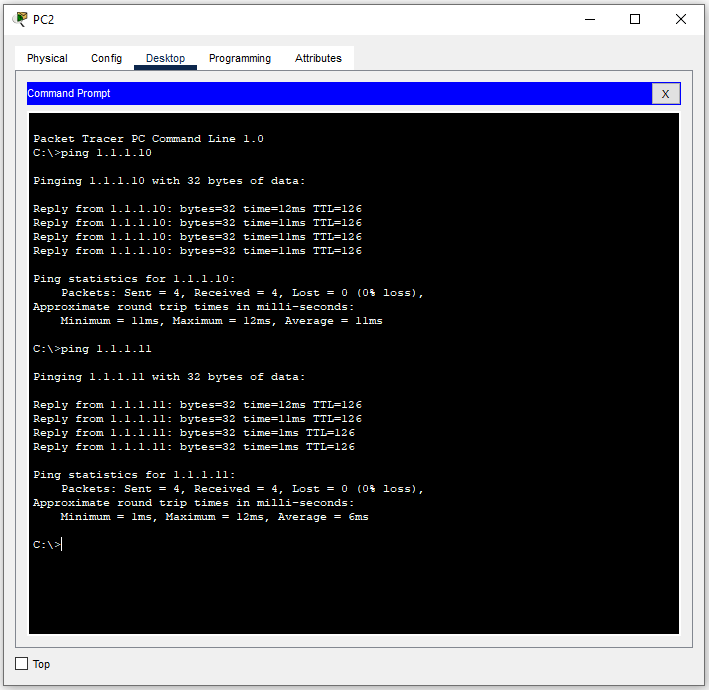 PC2
Physical Config Desktop Programming Attributes
Command Prompt X
Packet Tracer PC Command Line 1.0
C:\>ping 1.1.1.10
Pinging 1.1.1.10 with 32 bytes of data:
Reply from 1.1.1.10: bytes=32 time=12ms TTL=126
Reply from 1.1.1.10: bytes=32 time=11ms TTL=126
Reply from 1.1.1.10: bytes=32 time=11ms TTL=126
Reply from 1.1.1.10: bytes=32 time=11ms TTL=126
Ping statistics for 1.1.1.10:
    Packets: Sent = 4, Received = 4, Lost = 0 (0% loss),
Approximate round trip times in milli-seconds:
    Minimum = 11ms, Maximum = 12ms, Average = 11ms
C:\>ping 1.1.1.11
Pinging 1.1.1.11 with 32 bytes of data:
Reply from 1.1.1.11: bytes=32 time=12ms TTL=126
Reply from 1.1.1.11: bytes=32 time=11ms TTL=126
Reply from 1.1.1.11: bytes=32 time=1ms TTL=126
Reply from 1.1.1.11: bytes=32 time=1ms TTL=126
Ping statistics for 1.1.1.11:
    Packets: Sent = 4, Received = 4, Lost = 0 (0% loss),
Approximate round trip times in milli-seconds:
    Minimum = 1ms, Maximum = 12ms, Average = 6ms
C:\>
Top